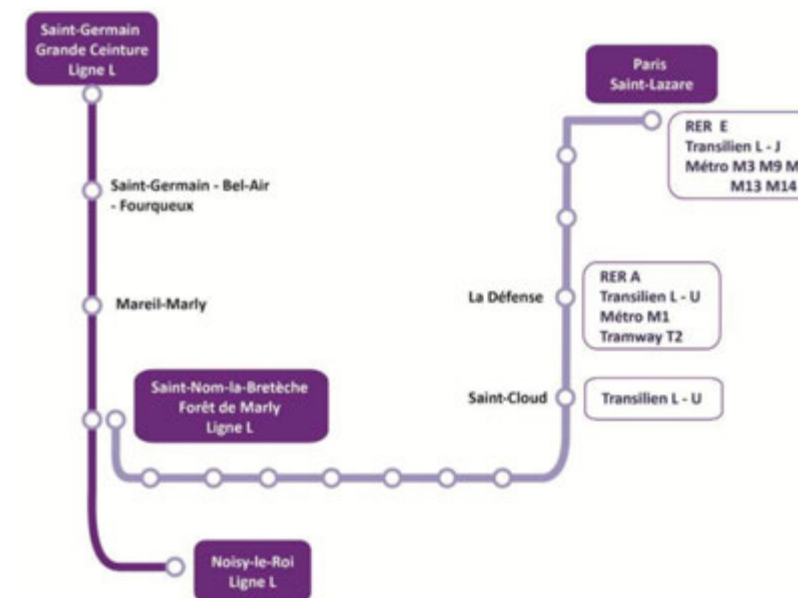 Saint-Germain
Grande Ceinture
Ligne L
Paris
Saint-Lazare
RER E
Transilien L - J
Métro M3 M9 M
M13 M14
Saint-Germain - Bel-Air
- Fourqueux
La Défense
RER A
Transilien L - U
Métro M1
Tramway T2
Mareil-Marly
Saint-Nom-la-Bretèche
Forêt de Marly
Ligne L
Saint-Cloud
Transilien L - U
Noisy-le-Roi
Ligne L